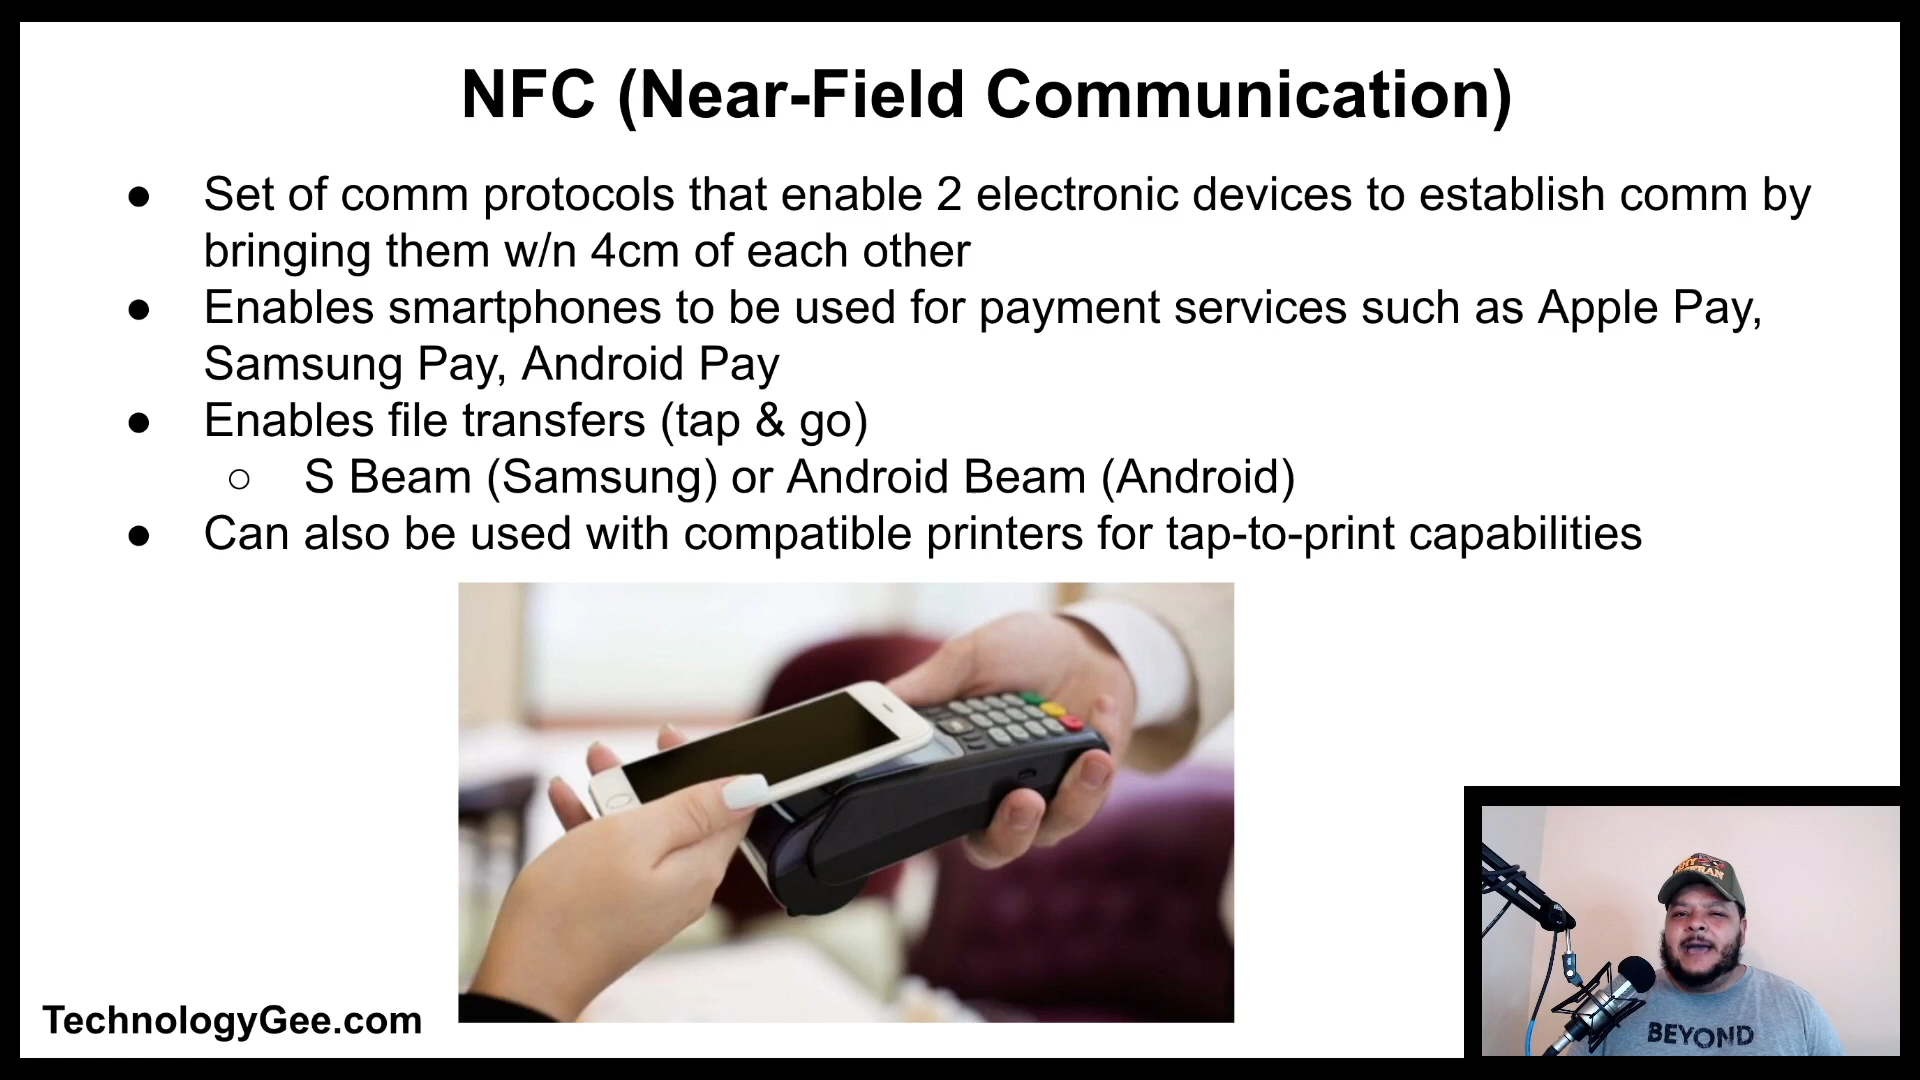 NFC (Near-Field Communication)
● Set of comm protocols that enable 2 electronic devices to establish comm by
bringing them w/n 4cm of each other
● Enables smartphones to be used for payment services such as Apple Pay,
Samsung Pay, Android Pay
● Enables file transfers (tap & go)
○ S Beam (Samsung) or Android Beam (Android)
● Can also be used with compatible printers for tap-to-print capabilities
TechnologyGee.com
BEYOND